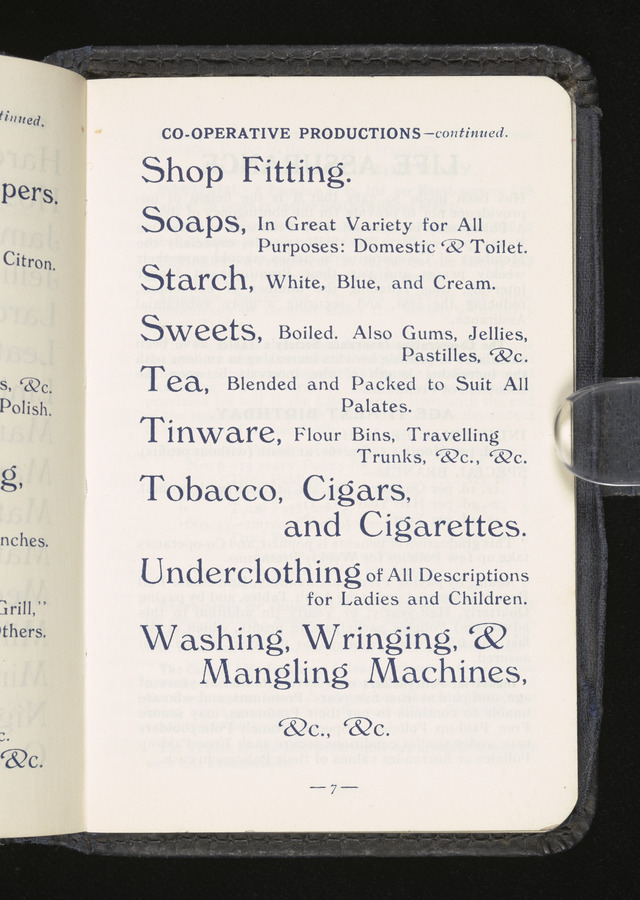 tinued.
pers.
Citron.
s, &c.
Polish.
g,
nches.
Grill,"
thers.
c.
&c.
CO-OPERATIVE PRODUCTIONS—continued.
Shop Fitting.
Soaps, In Great Variety for All
Purposes: Domestic & Toilet.
Starch, White, Blue, and Cream.
Sweets, Boiled. Also Gums, Jellies,
Pastilles, &c.
Tea, Blended and Packed to Suit All
Palates.
Tinware, Flour Bins, Travelling
Trunks, &c., &c.
Tobacco, Cigars,
and Cigarettes.
Underclothing of All Descriptions
for Ladies and Children.
Washing, Wringing, &
Mangling Machines,
&c., &c.
—7—